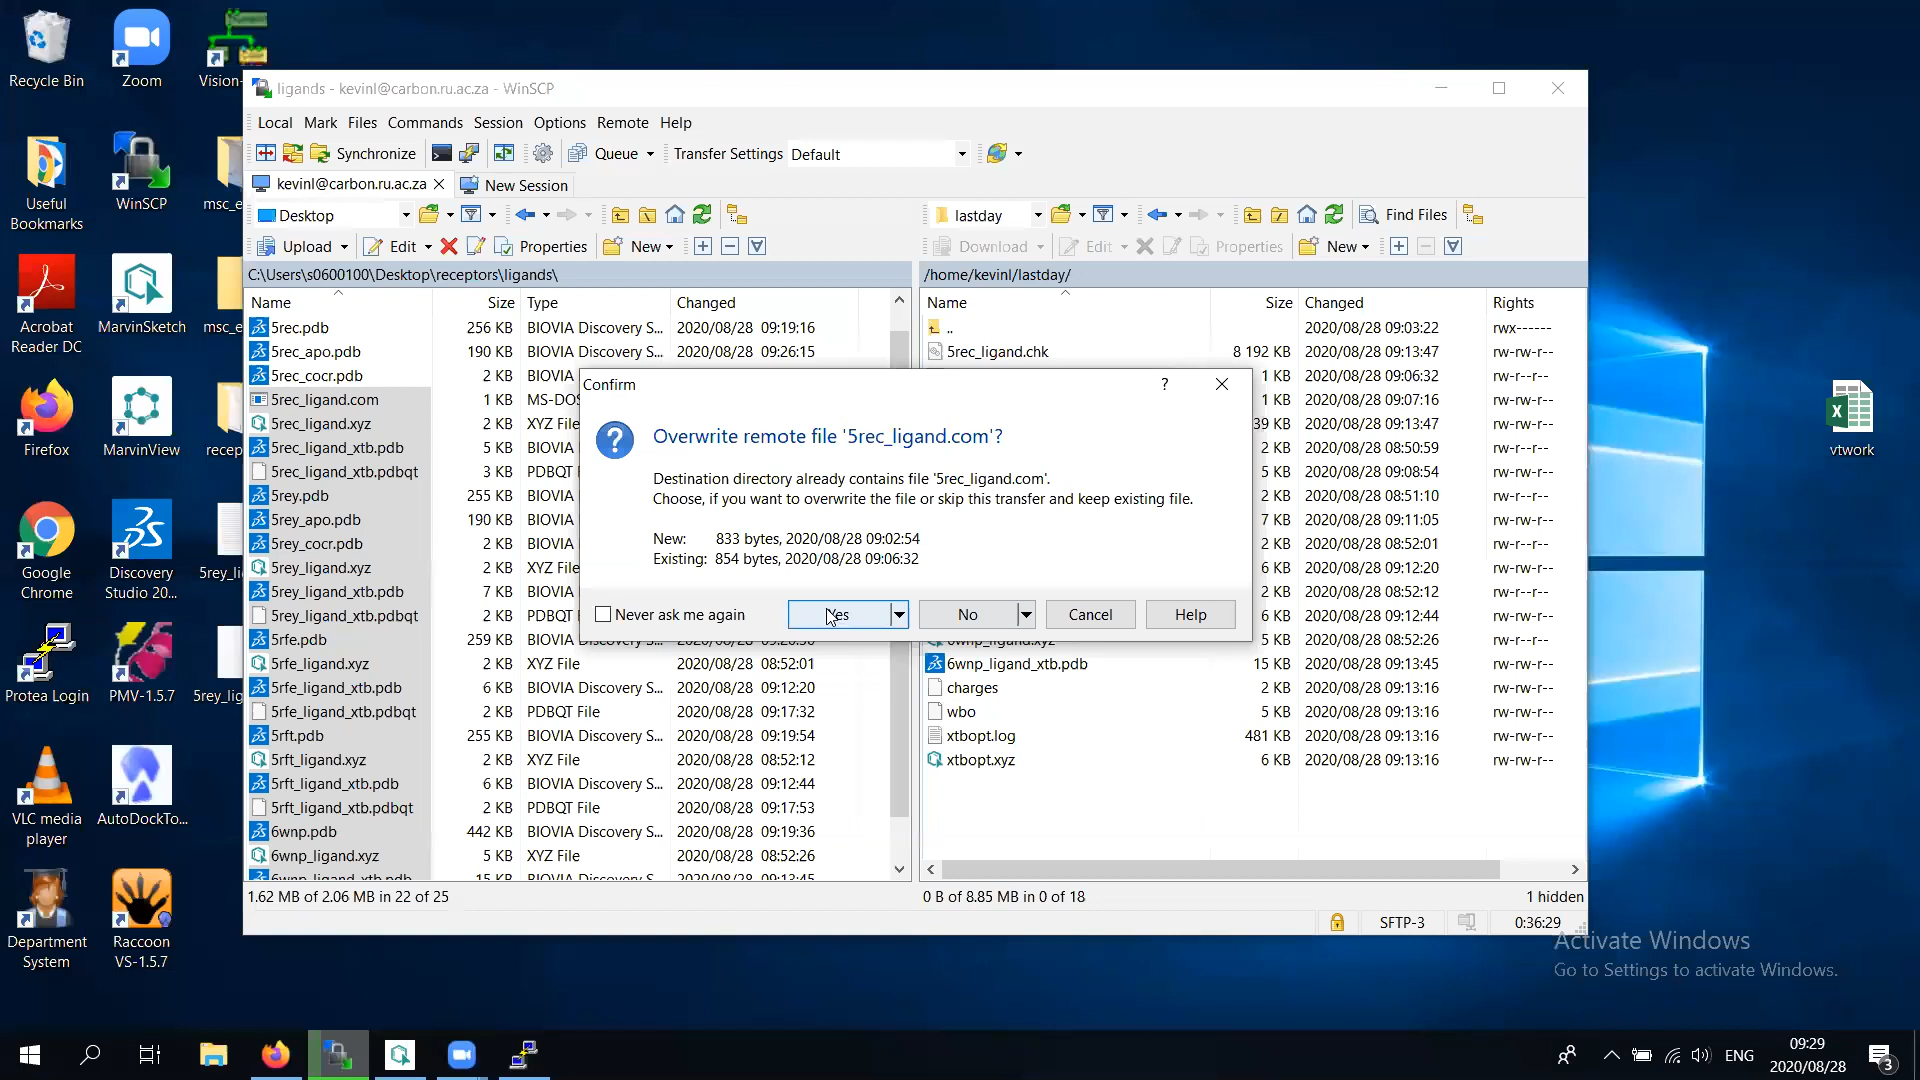 Recycle Bin
Zoom
Vision-
Useful
Bookmarks
WinSCP
msc_e
Acrobat
Reader DC
MarvinSketch
msc_e
Firefox
MarvinView
recep
Google
Chrome
Discovery
Studio 20...
5rey_li
Protea Login
PMV-1.5.7
5rey_lig
VLC media
player
AutoDockTo...
Department
System
Raccoon
VS-1.5.7
vtwork
ligands - kevinl@carbon.ru.ac.za - WinSCP
Local Mark Files Commands Session Options Remote Help
Synchronize Queue Transfer Settings Default
kevinl@carbon.ru.ac.za New Session
Desktop
lastday Find Files
Upload Edit Properties New
Download Edit Properties New
C:\Users\s0600100\Desktop\receptors\ligands\
/home/kevinl/lastday/
Name Size Type Changed
5rec.pdb 256 KB BIOVIA Discovery S... 2020/08/28 09:19:16
5rec_apo.pdb 190 KB BIOVIA Discovery S... 2020/08/28 09:26:15
5rec_cocr.pdb 2 KB BIOVIA
5rec_ligand.com 1 KB MS-DOS
5rec_ligand.xyz 2 KB XYZ File
5rec_ligand_xtb.pdb 5 KB BIOVIA
5rec_ligand_xtb.pdbqt 3 KB PDBQT F
5rey.pdb 255 KB BIOVIA
5rey_apo.pdb 190 KB BIOVIA
5rey_cocr.pdb 2 KB BIOVIA
5rey_ligand.xyz 2 KB XYZ File
5rey_ligand_xtb.pdb 7 KB BIOVIA
5rey_ligand_xtb.pdbqt 2 KB PDBQT F
5rfe.pdb 259 KB
5rfe_ligand.xyz 2 KB XYZ File 2020/08/28 08:52:01
5rfe_ligand_xtb.pdb 6 KB BIOVIA Discovery S... 2020/08/28 09:12:20
5rfe_ligand_xtb.pdbqt 2 KB PDBQT File 2020/08/28 09:17:32
5rft.pdb 255 KB BIOVIA Discovery S... 2020/08/28 09:19:54
5rft_ligand.xyz 2 KB XYZ File 2020/08/28 08:52:12
5rft_ligand_xtb.pdb 6 KB BIOVIA Discovery S... 2020/08/28 09:12:44
5rft_ligand_xtb.pdbqt 2 KB PDBQT File 2020/08/28 09:17:53
6wnp.pdb 442 KB BIOVIA Discovery S... 2020/08/28 09:19:36
6wnp_ligand.xyz 5 KB XYZ File 2020/08/28 08:52:26
6wnp_ligand_xtb.pdb 15 KB BIOVIA Discovery S... 2020/08/28 09:13:45
Name Size Changed Rights
.. 2020/08/28 09:03:22 rwx------
5rec_ligand.chk 8 192 KB 2020/08/28 09:13:47 rw-rw-r--
1 KB 2020/08/28 09:06:32 rw-r--r--
1 KB 2020/08/28 09:07:16 rw-rw-r--
39 KB 2020/08/28 09:13:47 rw-rw-r--
2 KB 2020/08/28 08:50:59 rw-rw-r--
5 KB 2020/08/28 09:08:54 rw-rw-r--
2 KB 2020/08/28 08:51:10 rw-rw-r--
7 KB 2020/08/28 09:11:05 rw-rw-r--
2 KB 2020/08/28 08:52:01 rw-rw-r--
6 KB 2020/08/28 09:12:20 rw-rw-r--
2 KB 2020/08/28 08:52:12 rw-rw-r--
6 KB 2020/08/28 09:12:44 rw-rw-r--
6wnp_ligand.xyz 5 KB 2020/08/28 08:52:26 rw-rw-r--
6wnp_ligand_xtb.pdb 15 KB 2020/08/28 09:13:45 rw-rw-r--
charges 2 KB 2020/08/28 09:13:16 rw-rw-r--
wbo 5 KB 2020/08/28 09:13:16 rw-rw-r--
xtbopt.log 481 KB 2020/08/28 09:13:16 rw-rw-r--
xtbopt.xyz 6 KB 2020/08/28 09:13:16 rw-rw-r--
Confirm ?
Overwrite remote file '5rec_ligand.com'?
Destination directory already contains file '5rec_ligand.com'.
Choose, if you want to overwrite the file or skip this transfer and keep existing file.
New: 833 bytes, 2020/08/28 09:02:54
Existing: 854 bytes, 2020/08/28 09:06:32
Never ask me again Yes No Cancel Help
1.62 MB of 2.06 MB in 22 of 25
0 B of 8.85 MB in 0 of 18 1 hidden
SFTP-3 0:36:29
Activate Windows
Go to Settings to activate Windows.
ENG
09:29
2020/08/28
3